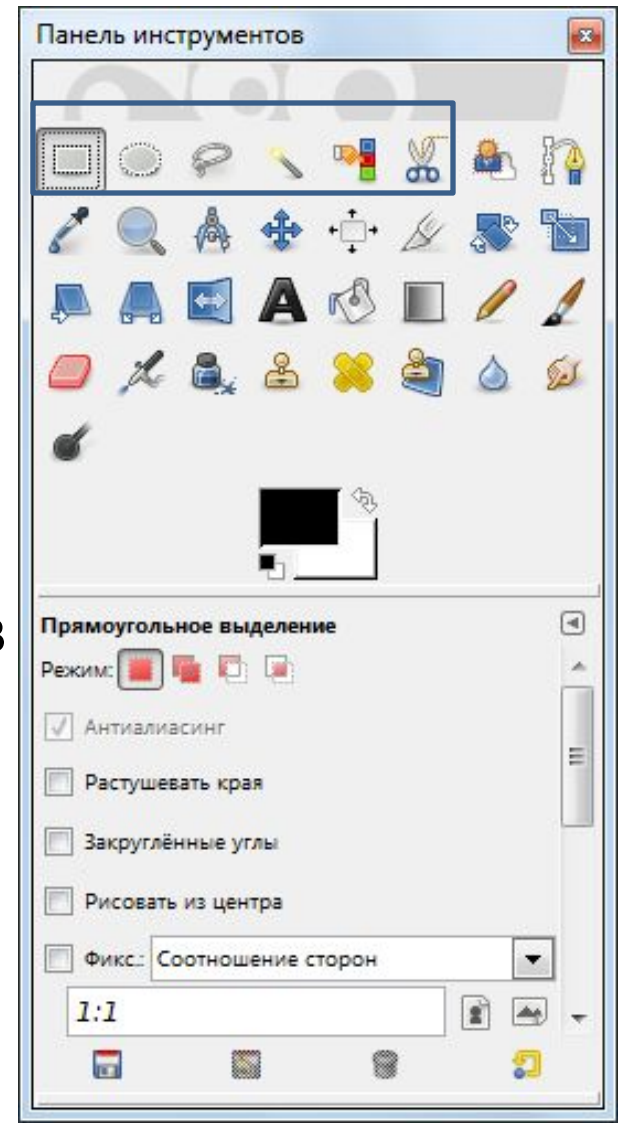 Панель инструментов
в
Прямоугольное выделение
Режим:
Антиалиасинг
Растушевать края
Закруглённые углы
Рисовать из центра
Фикс.: Соотношение сторон
1:1